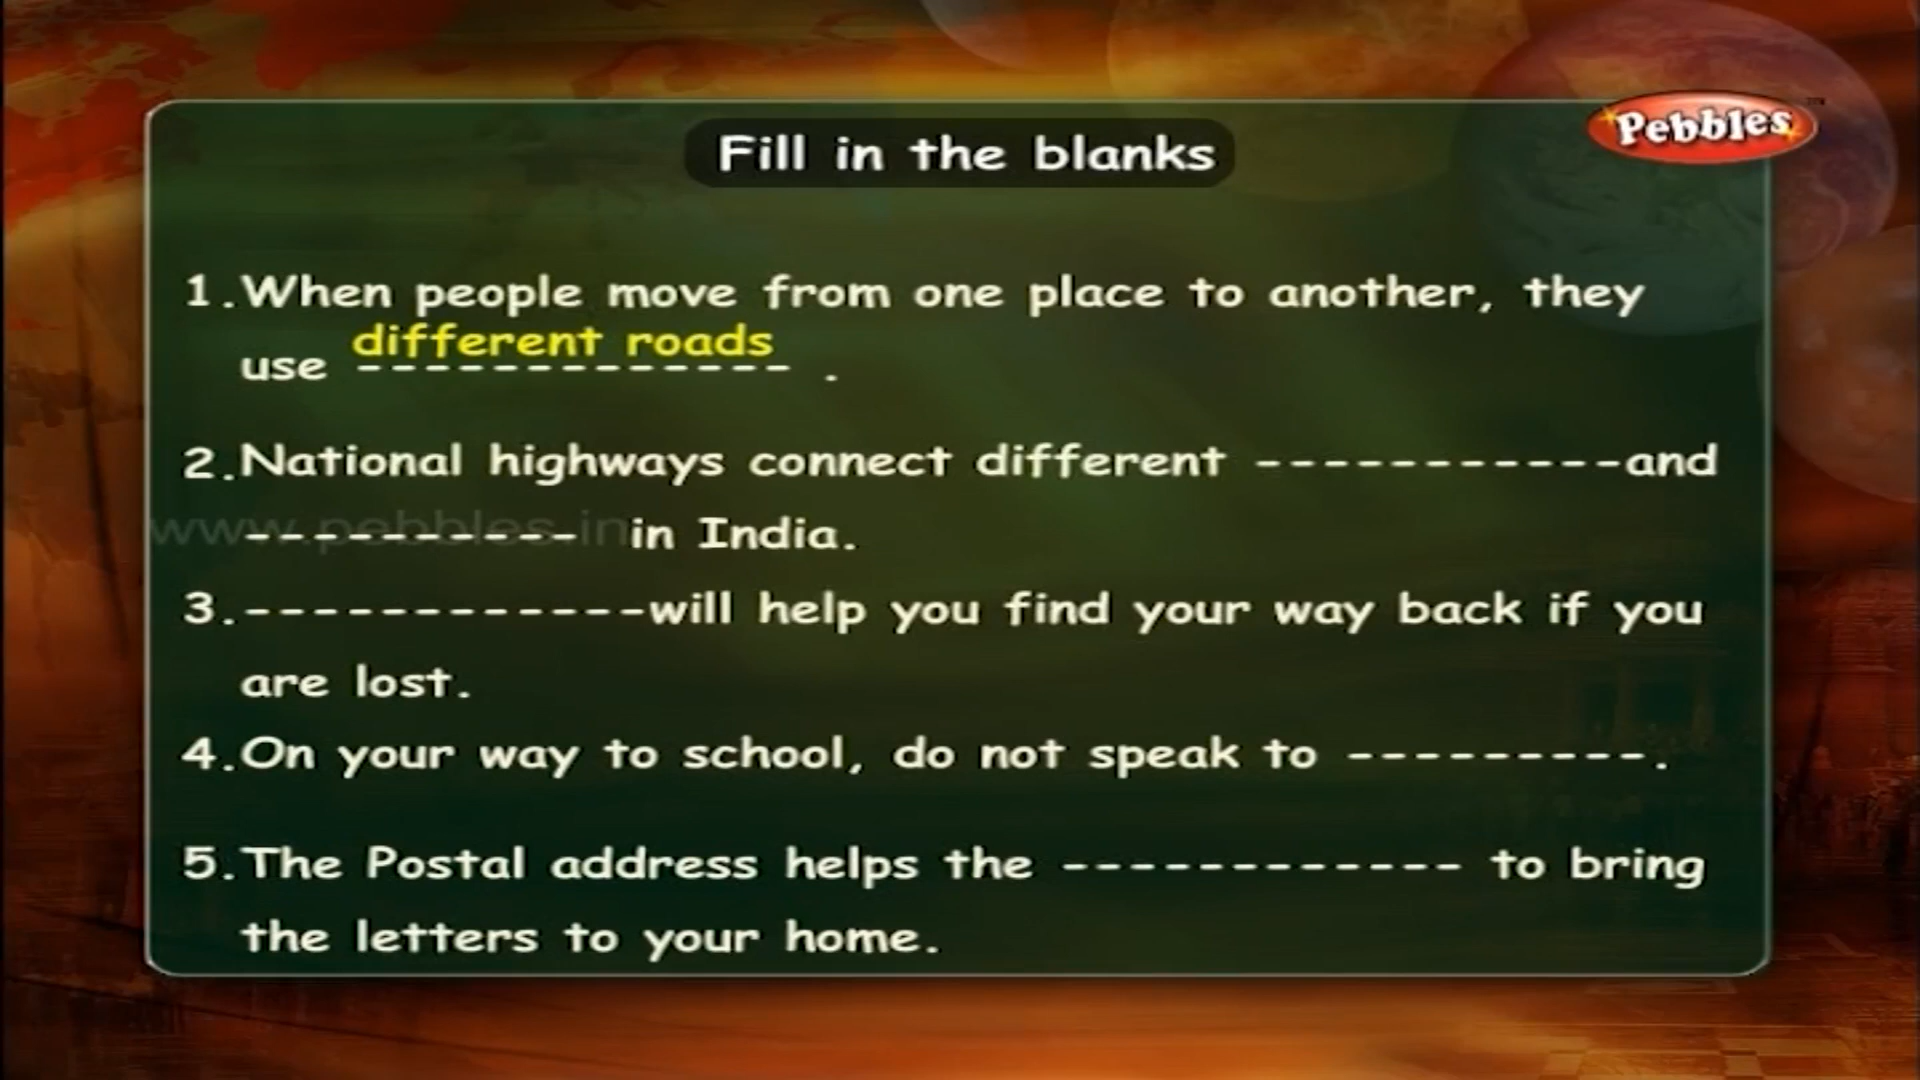 Pebbles
Fill in the blanks
1.When people move from one place to another, they
different roads
use -------------- .
2.National highways connect different -----------and
---------- in India.
www.pebbles.in
3.------------will help you find your way back if you
are lost.
4.On your way to school, do not speak to ---------.
5.The Postal address helps the ------------ to bring
the letters to your home.